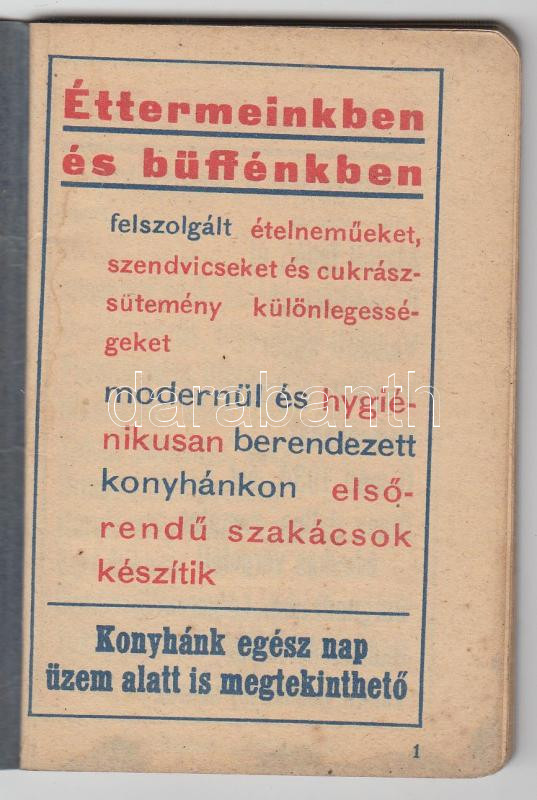 Éttermeinkben
és büffénkben
felszolgált ételneműeket,
szendvicseket és cukrász-
sütemény különlegessé-
geket
modernül és hygié-
nikusan berendezett
konyhánkon első-
rendű szakácsok
készítik
Konyhánk egész nap
üzem alatt is megtekinthető
1
darabanth